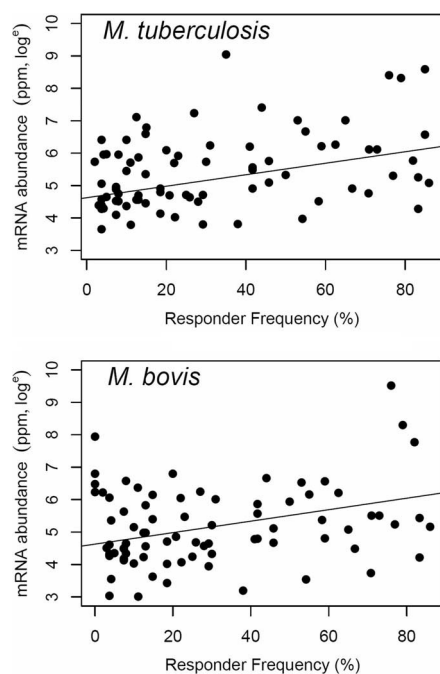 M. tuberculosis
mRNA abundance (ppm, logᵉ)
10
9
8
7
6
5
4
3
0 20 40 60 80
Responder Frequency (%)
M. bovis
mRNA abundance (ppm, logᵉ)
10
9
8
7
6
5
4
3
0 20 40 60 80
Responder Frequency (%)